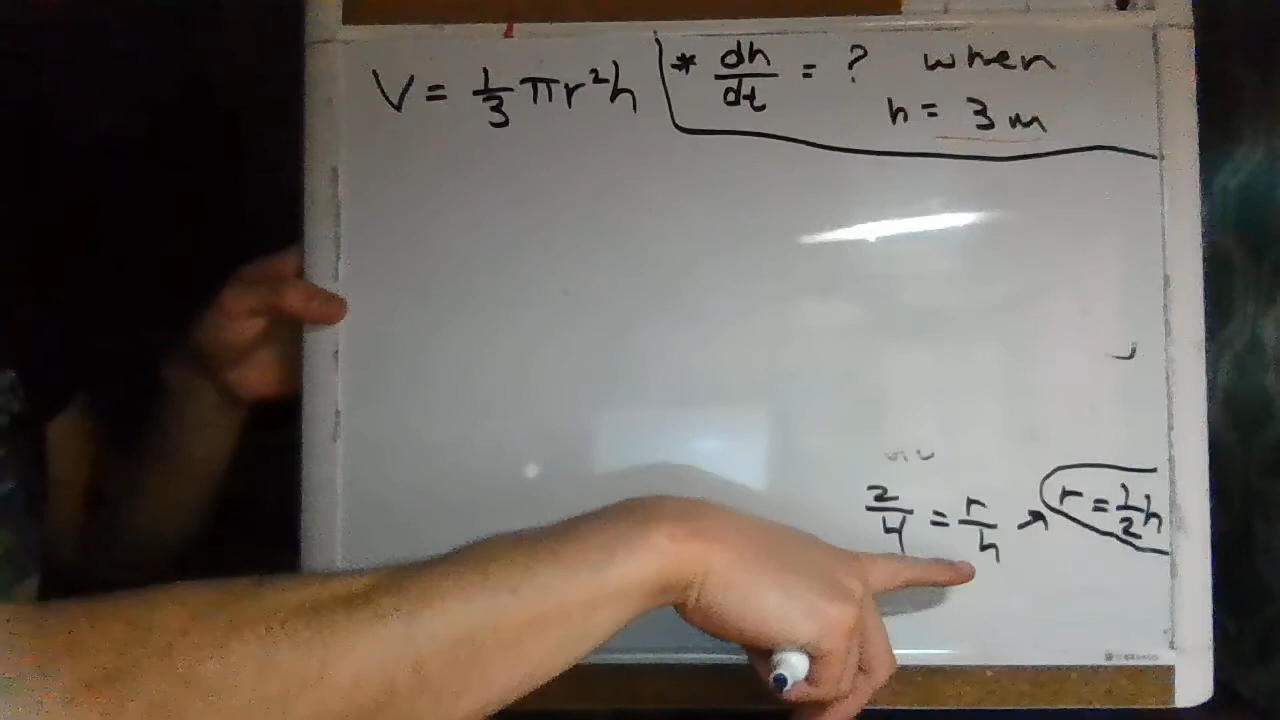 V = 1/3 πr²h
* dh/dt = ? when
h = 3m
2/4 = r/h → r = 1/2 h